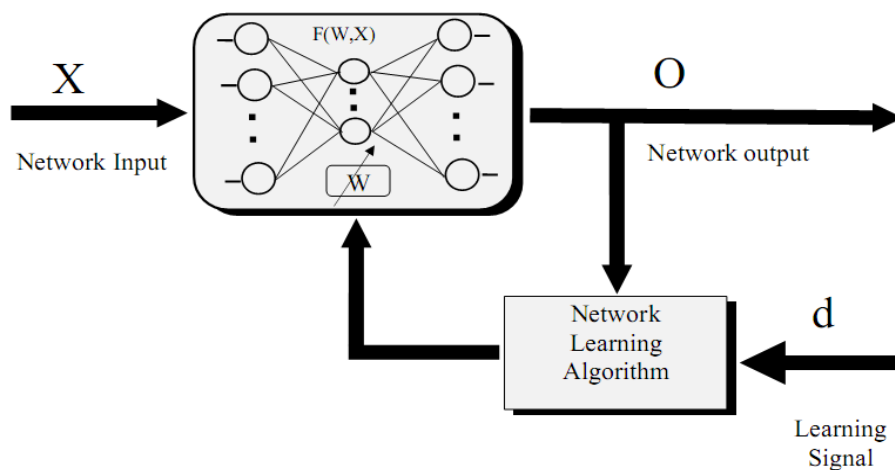 F(W,X)
X
O
Network Input
Network output
W
Network
Learning
Algorithm
d
Learning
Signal